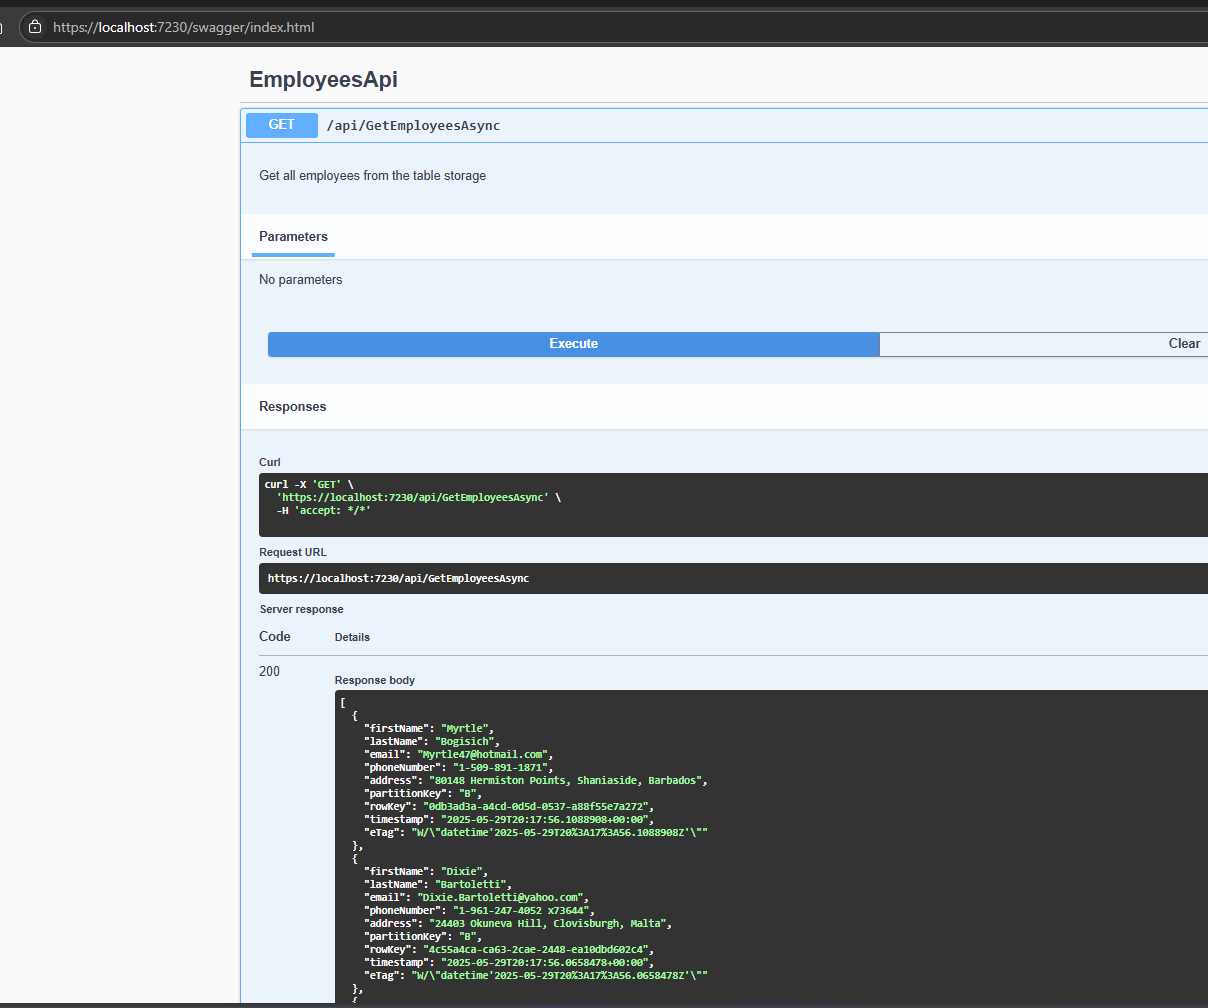 https://localhost:7230/swagger/index.html
EmployeesApi
GET /api/GetEmployeesAsync
Get all employees from the table storage
Parameters
No parameters
Execute Clear
Responses
Curl
curl -X 'GET' \
'https://localhost:7230/api/GetEmployeesAsync' \
-H 'accept: */*'
Request URL
https://localhost:7230/api/GetEmployeesAsync
Server response
Code Details
200
Response body
[
{
"firstName": "Myrtle",
"lastName": "Bogisich",
"email": "Myrtle47@hotmail.com",
"phoneNumber": "1-509-891-1871",
"address": "80148 Hermiston Points, Shaniaside, Barbados",
"partitionKey": "B",
"rowKey": "0db3ad3a-a4cd-0d5d-0537-a88f55e7a272",
"timestamp": "2025-05-29T20:17:56.1088908+00:00",
"eTag": "W/\"datetime'2025-05-29T20%3A17%3A56.1088908Z'\""
},
{
"firstName": "Dixie",
"lastName": "Bartoletti",
"email": "Dixie.Bartoletti@yahoo.com",
"phoneNumber": "1-961-247-4052 x73644",
"address": "24403 Okuneva Hill, Clovisburgh, Malta",
"partitionKey": "B",
"rowKey": "4c55a4ca-ca63-2cae-2448-ea10dbd602c4",
"timestamp": "2025-05-29T20:17:56.0658478+00:00",
"eTag": "W/\"datetime'2025-05-29T20%3A17%3A56.0658478Z'\""
},
{